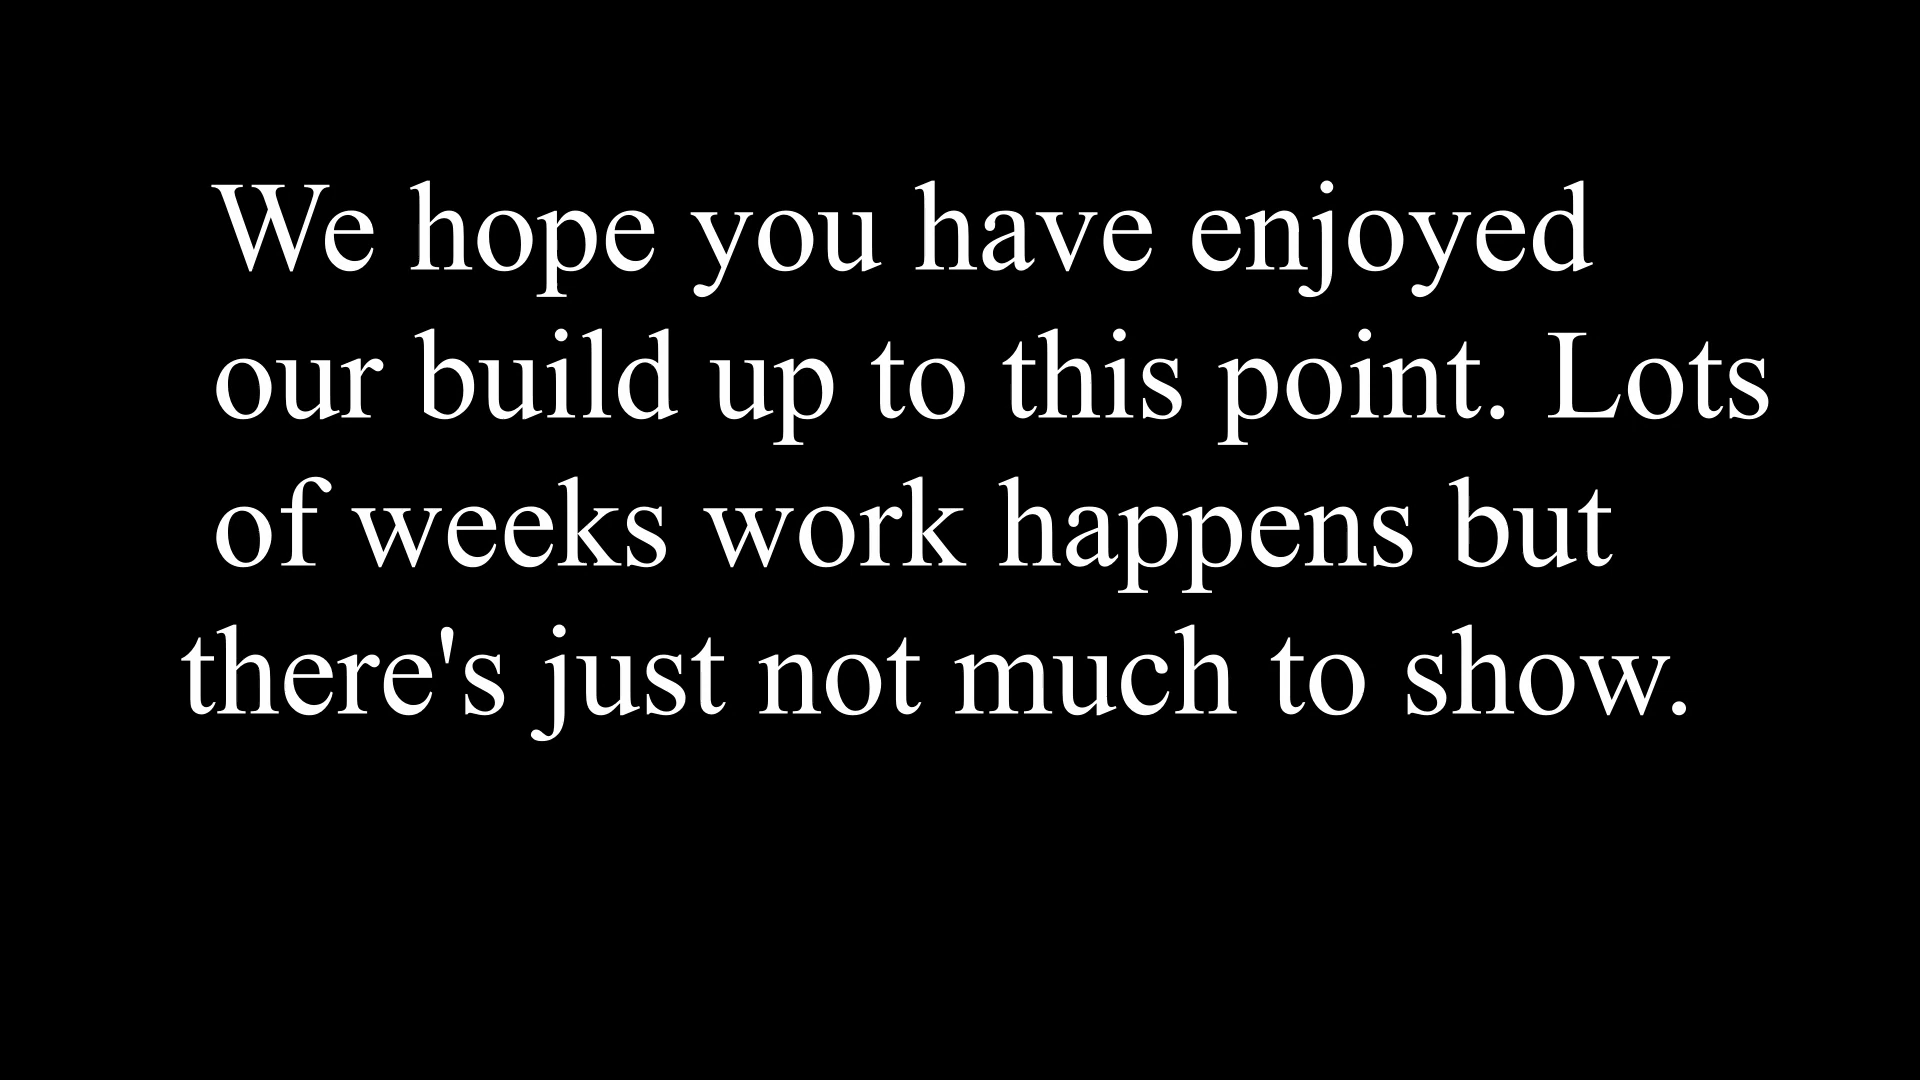 We hope you have enjoyed
our build up to this point. Lots
of weeks work happens but
there's just not much to show.